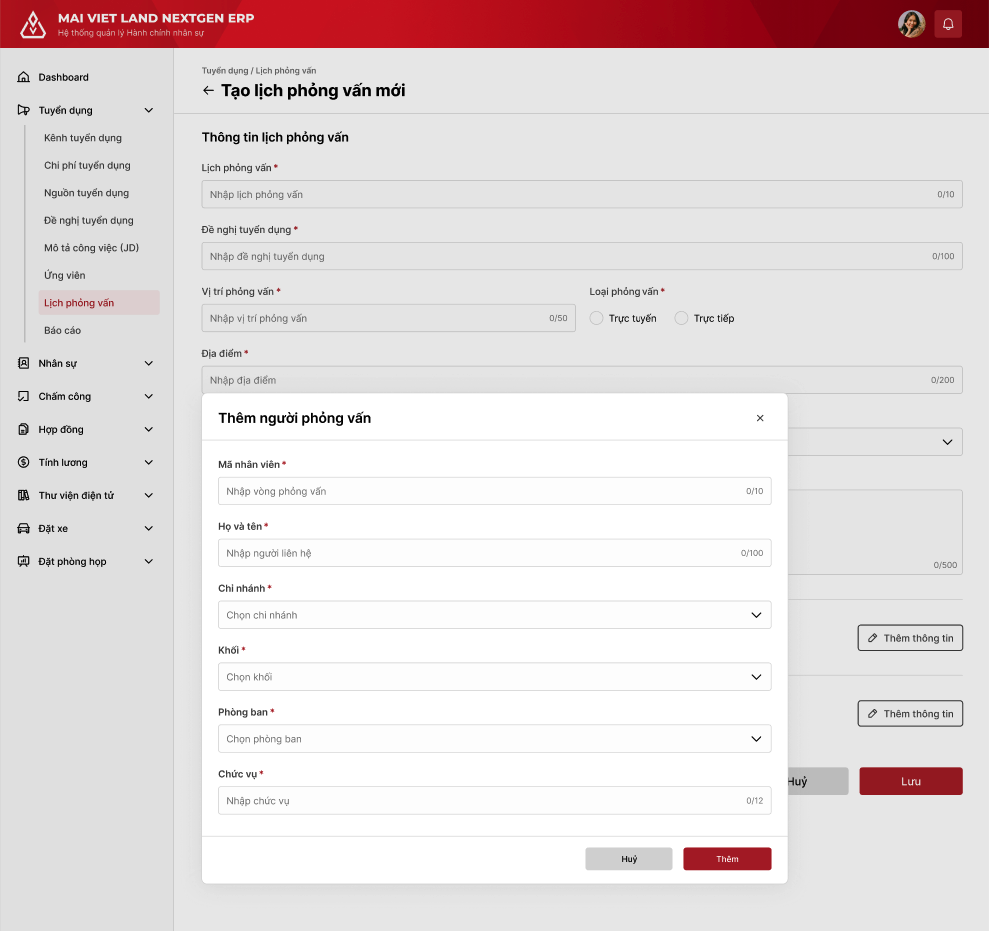 MAI VIET LAND NEXTGEN ERP
Hệ thống quản lý Hành chính nhân sự
Dashboard
Tuyển dụng
Kênh tuyển dụng
Chi phí tuyển dụng
Nguồn tuyển dụng
Đề nghị tuyển dụng
Mô tả công việc (JD)
Ứng viên
Lịch phỏng vấn
Báo cáo
Nhân sự
Chấm công
Hợp đồng
Tính lương
Thư viện điện tử
Đặt xe
Đặt phòng họp
Tuyển dụng / Lịch phỏng vấn
← Tạo lịch phỏng vấn mới
Thông tin lịch phỏng vấn
Lịch phỏng vấn *
Nhập lịch phỏng vấn 0/10
Đề nghị tuyển dụng *
Nhập đề nghị tuyển dụng 0/100
Vị trí phỏng vấn * Loại phỏng vấn *
Nhập vị trí phỏng vấn 0/50 Trực tuyến Trực tiếp
Địa điểm *
Nhập địa điểm 0/200
0/500
Thêm thông tin
Thêm thông tin
Huỷ Lưu
Thêm người phỏng vấn ×
Mã nhân viên *
Nhập vòng phỏng vấn 0/10
Họ và tên *
Nhập người liên hệ 0/100
Chi nhánh *
Chọn chi nhánh
Khối *
Chọn khối
Phòng ban *
Chọn phòng ban
Chức vụ *
Nhập chức vụ 0/12
Huỷ Thêm